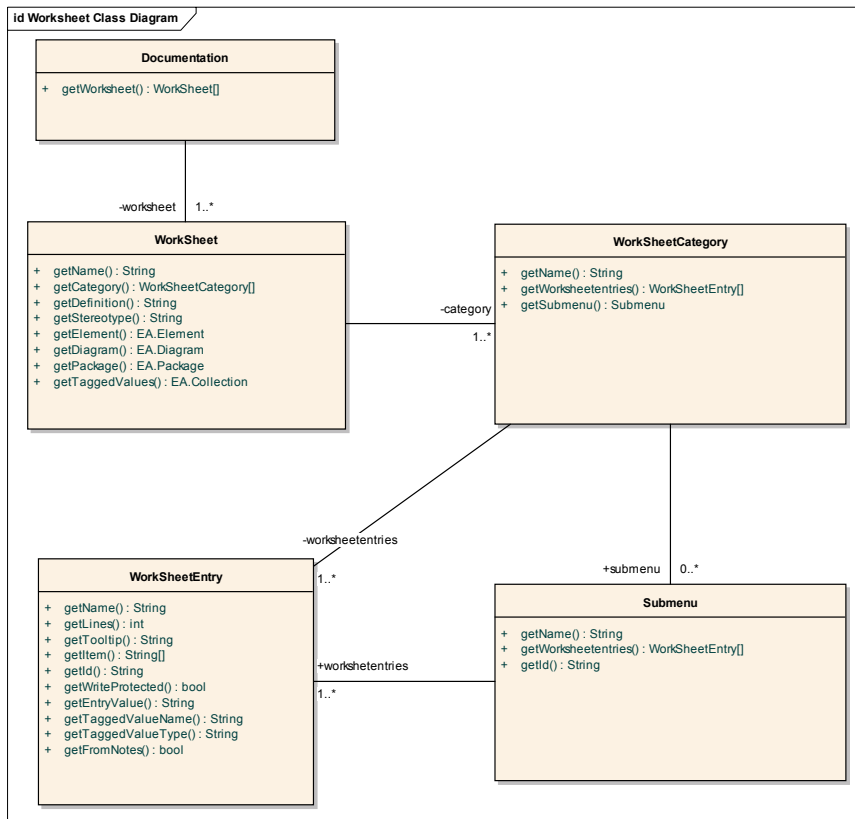 id Worksheet Class Diagram
Documentation
+ getWorksheet() : WorkSheet[]
-worksheet 1..*
WorkSheet
+ getName() : String
+ getCategory() : WorkSheetCategory[]
+ getDefinition() : String
+ getStereotype() : String
+ getElement() : EA.Element
+ getDiagram() : EA.Diagram
+ getPackage() : EA.Package
+ getTaggedValues() : EA.Collection
-category
1..*
WorkSheetCategory
+ getName() : String
+ getWorksheetentries() : WorkSheetEntry[]
+ getSubmenu() : Submenu
-worksheetentries
1..*
+submenu 0..*
WorkSheetEntry
+ getName() : String
+ getLines() : int
+ getTooltip() : String
+ getItem() : String[]
+ getId() : String
+ getWriteProtected() : bool
+ getEntryValue() : String
+ getTaggedValueName() : String
+ getTaggedValueType() : String
+ getFromNotes() : bool
+workshetentries
1..*
Submenu
+ getName() : String
+ getWorksheetentries() : WorkSheetEntry[]
+ getId() : String